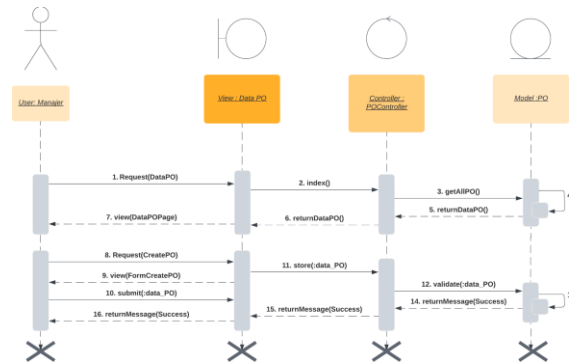 User: Manajer
View : Data PO
Controller :
POController
Model :PO
1. Request(DataPO)
2. index()
3. getAllPO()
5. returnDataPO()
6. returnDataPO()
7. view(DataPOPage)
8. Request(CreatePO)
9. view(FormCreatePO)
10. submit(:data_PO)
11. store(:data_PO)
12. validate(:data_PO)
14. returnMessage(Success)
15. returnMessage(Success)
16. returnMessage(Success)